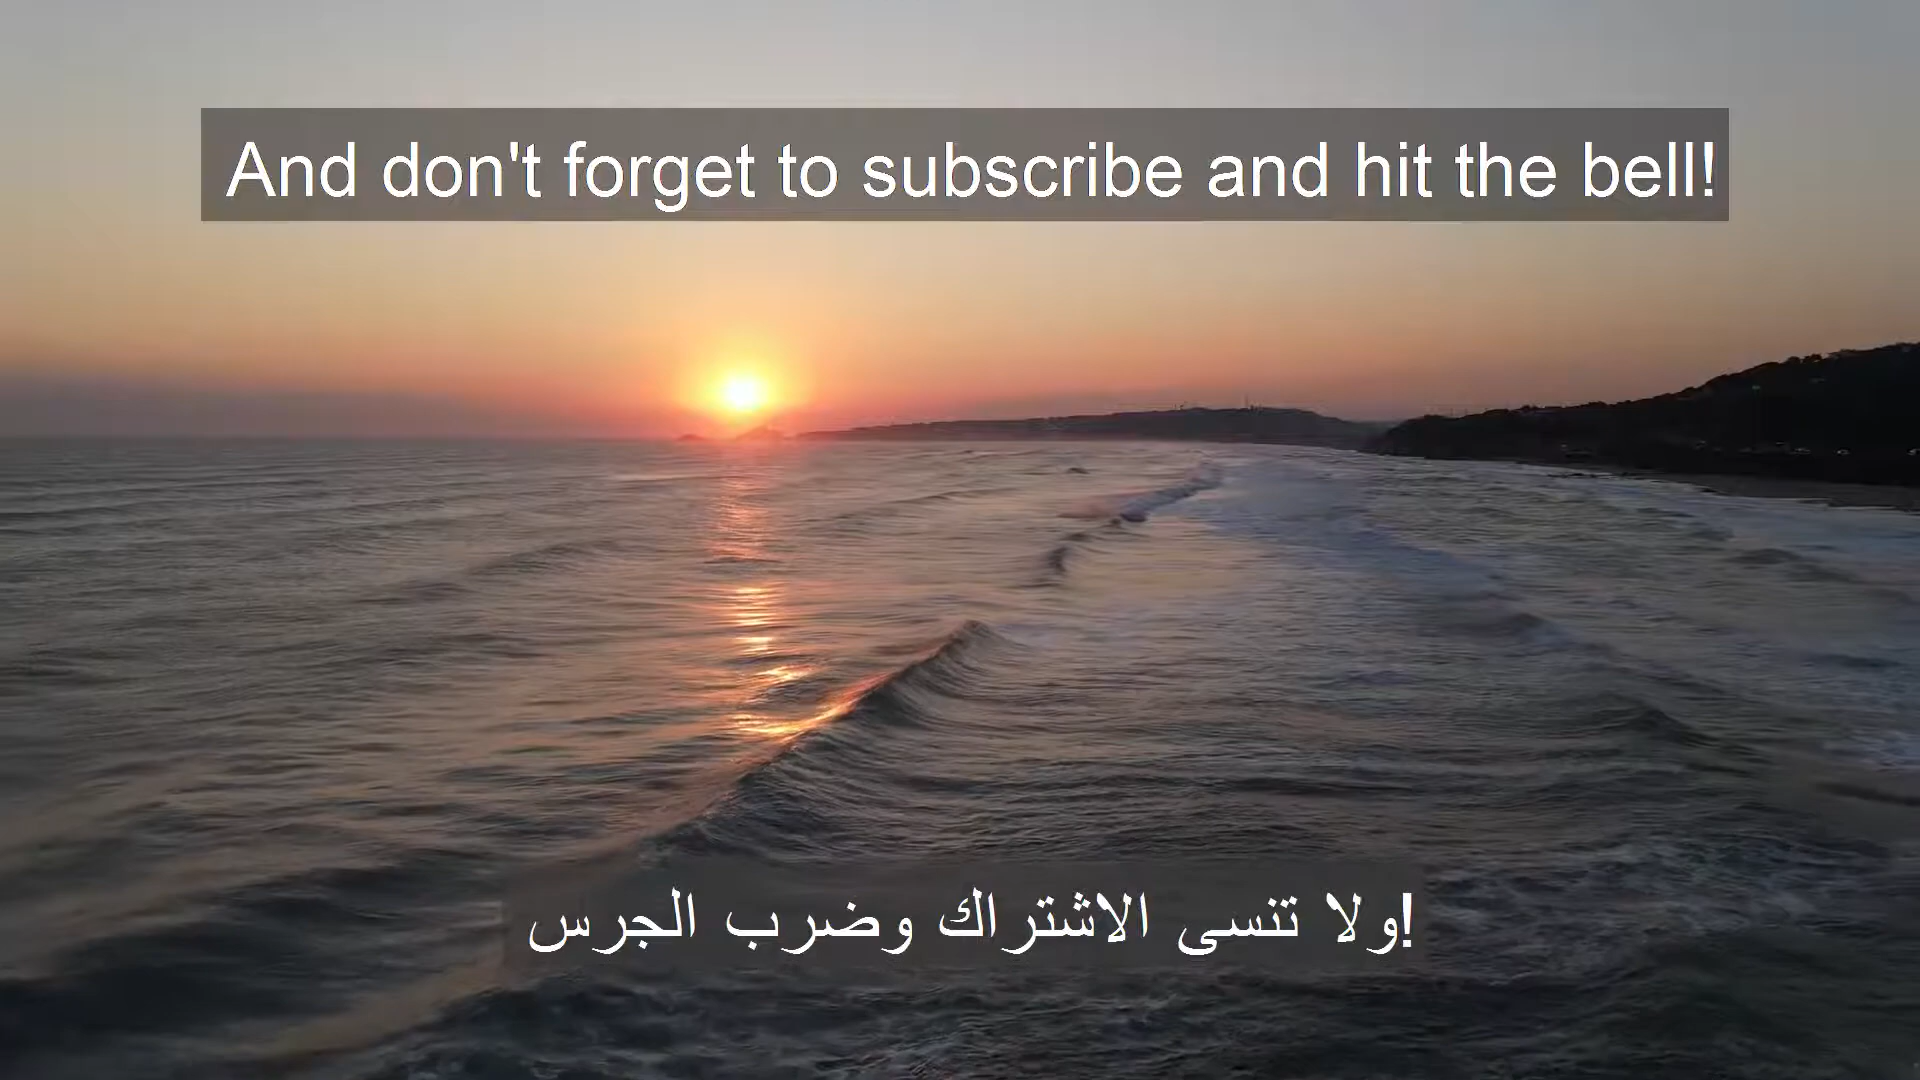 And don't forget to subscribe and hit the bell!
ولا تنسى الاشتراك وضرب الجرس!